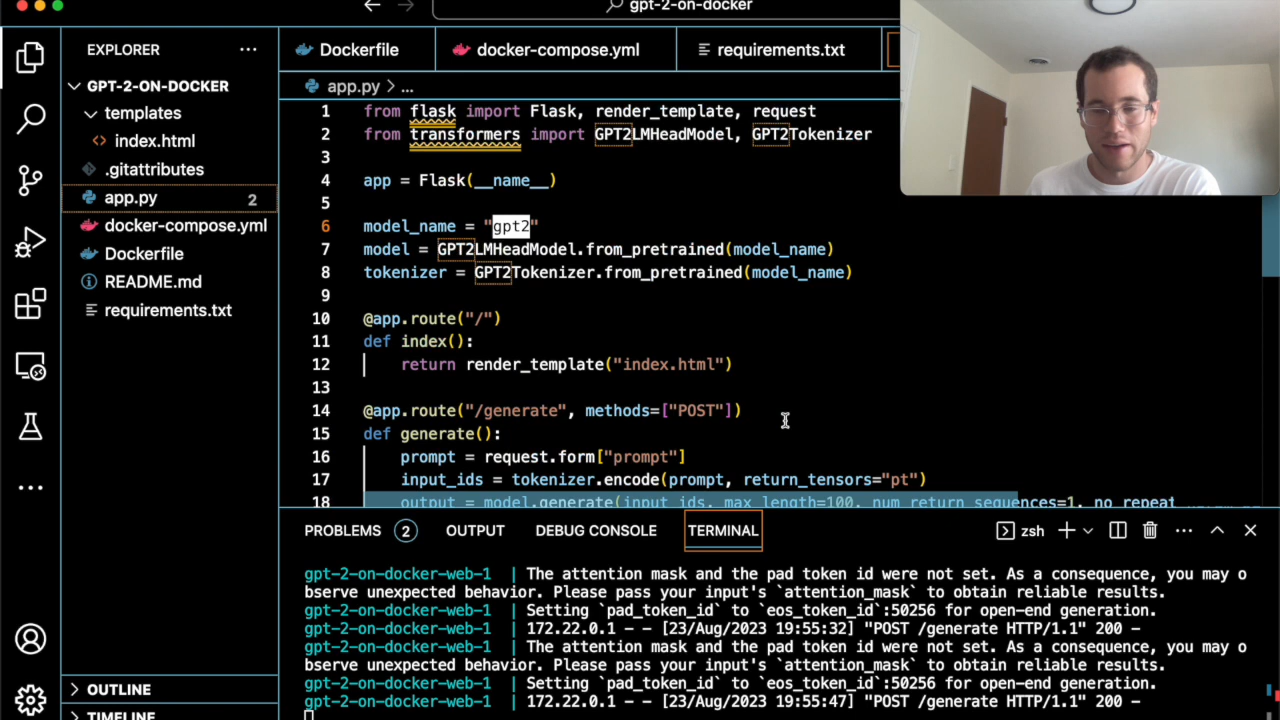 gpt-2-on-docker
EXPLORER
GPT-2-ON-DOCKER
templates
index.html
.gitattributes
app.py 2
docker-compose.yml
Dockerfile
README.md
requirements.txt
OUTLINE
TIMELINE
Dockerfile docker-compose.yml requirements.txt
app.py > ...
1 from flask import Flask, render_template, request
2 from transformers import GPT2LMHeadModel, GPT2Tokenizer
3
4 app = Flask(__name__)
5
6 model_name = "gpt2"
7 model = GPT2LMHeadModel.from_pretrained(model_name)
8 tokenizer = GPT2Tokenizer.from_pretrained(model_name)
9
10 @app.route("/")
11 def index():
12 return render_template("index.html")
13
14 @app.route("/generate", methods=["POST"])
15 def generate():
16 prompt = request.form["prompt"]
17 input_ids = tokenizer.encode(prompt, return_tensors="pt")
18 output = model.generate(input_ids, max_length=100, num_return_sequences=1, no_repeat
PROBLEMS 2 OUTPUT DEBUG CONSOLE TERMINAL zsh
gpt-2-on-docker-web-1 | The attention mask and the pad token id were not set. As a consequence, you may o
bserve unexpected behavior. Please pass your input's `attention_mask` to obtain reliable results.
gpt-2-on-docker-web-1 | Setting `pad_token_id` to `eos_token_id`:50256 for open-end generation.
gpt-2-on-docker-web-1 | 172.22.0.1 - - [23/Aug/2023 19:55:32] "POST /generate HTTP/1.1" 200 -
gpt-2-on-docker-web-1 | The attention mask and the pad token id were not set. As a consequence, you may o
bserve unexpected behavior. Please pass your input's `attention_mask` to obtain reliable results.
gpt-2-on-docker-web-1 | Setting `pad_token_id` to `eos_token_id`:50256 for open-end generation.
gpt-2-on-docker-web-1 | 172.22.0.1 - - [23/Aug/2023 19:55:47] "POST /generate HTTP/1.1" 200 -